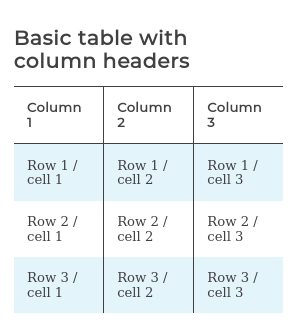 Basic table with
column headers
Column
1
Column
2
Column
3
Row 1 /
cell 1
Row 1 /
cell 2
Row 1 /
cell 3
Row 2 /
cell 1
Row 2 /
cell 2
Row 2 /
cell 3
Row 3 /
cell 1
Row 3 /
cell 2
Row 3 /
cell 3